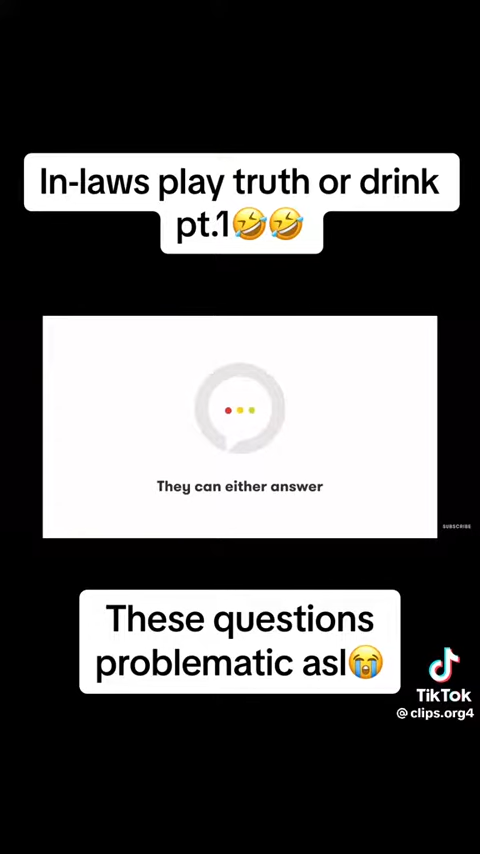 In-laws play truth or drink
pt.1🤣🤣
They can either answer
SUBSCRIBE
These questions
problematic asl😭
TikTok
@clips.org4